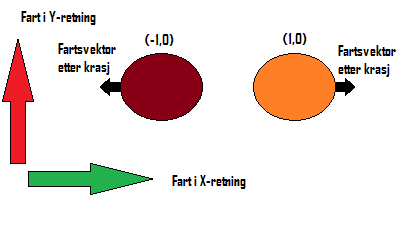 Fart i Y-retning
(-1,0)
(1,0)
Fartsvektor
etter krasj
Fartsvektor
etter krasj
Fart i X-retning